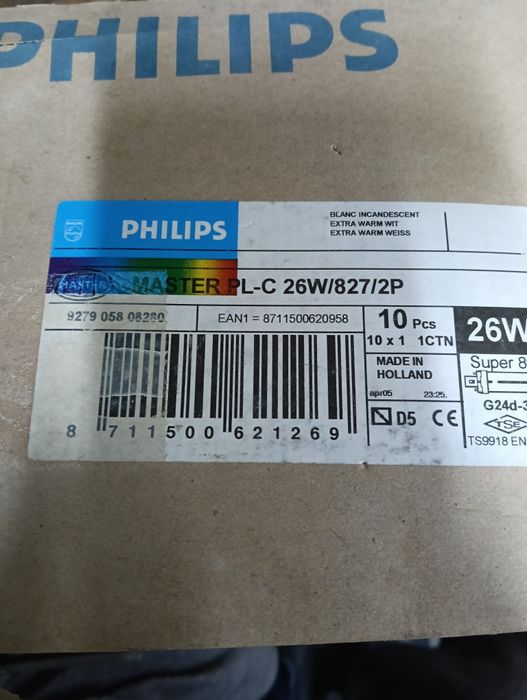 PHILIPS
PHILIPS
BLANC INCANDESCENT
EXTRA WARM WIT
EXTRA WARM WEISS
MASTER PL-C 26W/827/2P
9279 058 08280
EAN1 = 8711500620958
10 Pcs
10 x 1 1CTN
26W
Super 8
MADE IN
HOLLAND
apr05 23:25.
D5 CE
G24d-3
TSE
TS9918 EN
8 711500 621269